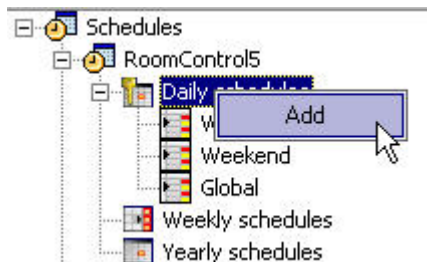 Schedules
RoomControl5
Daily schedules
Add
Weekend
Global
Weekly schedules
Yearly schedules